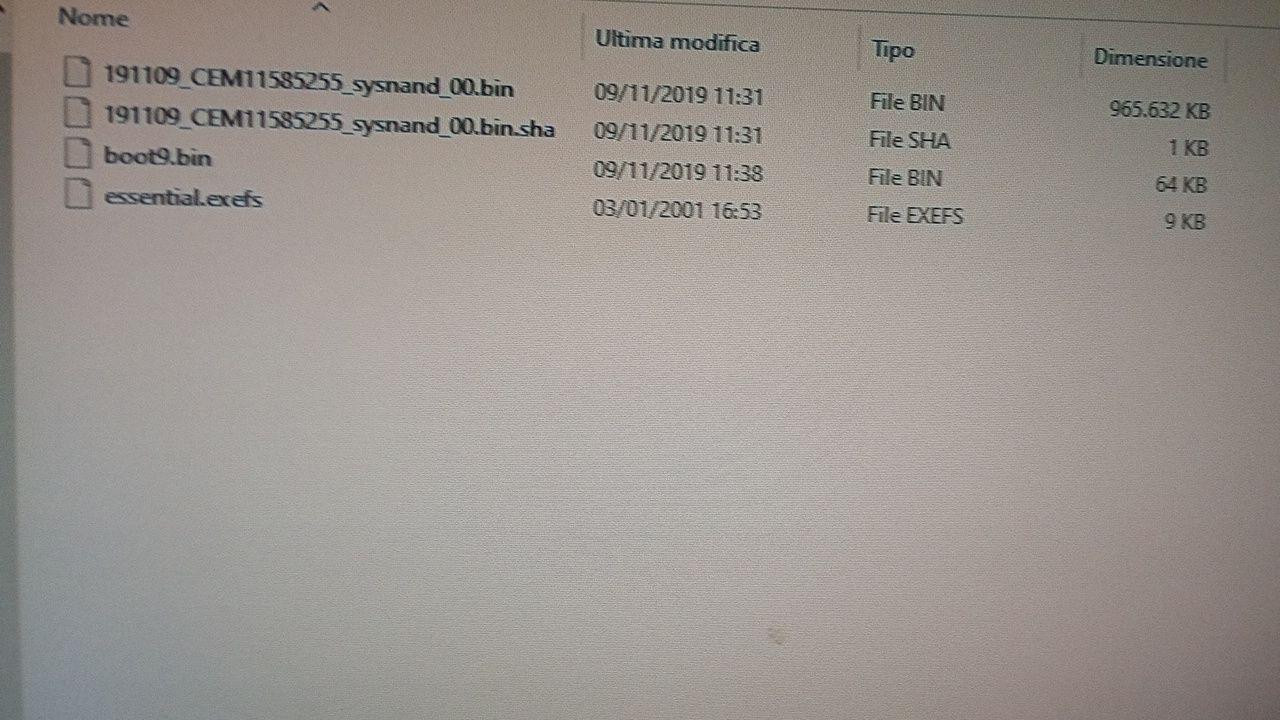 Nome Ultima modifica Tipo Dimensione
191109_CEM11585255_sysnand_00.bin 09/11/2019 11:31 File BIN 965.632 KB
191109_CEM11585255_sysnand_00.bin.sha 09/11/2019 11:31 File SHA 1 KB
boot9.bin 09/11/2019 11:38 File BIN 64 KB
essential.exefs 03/01/2001 16:53 File EXEFS 9 KB